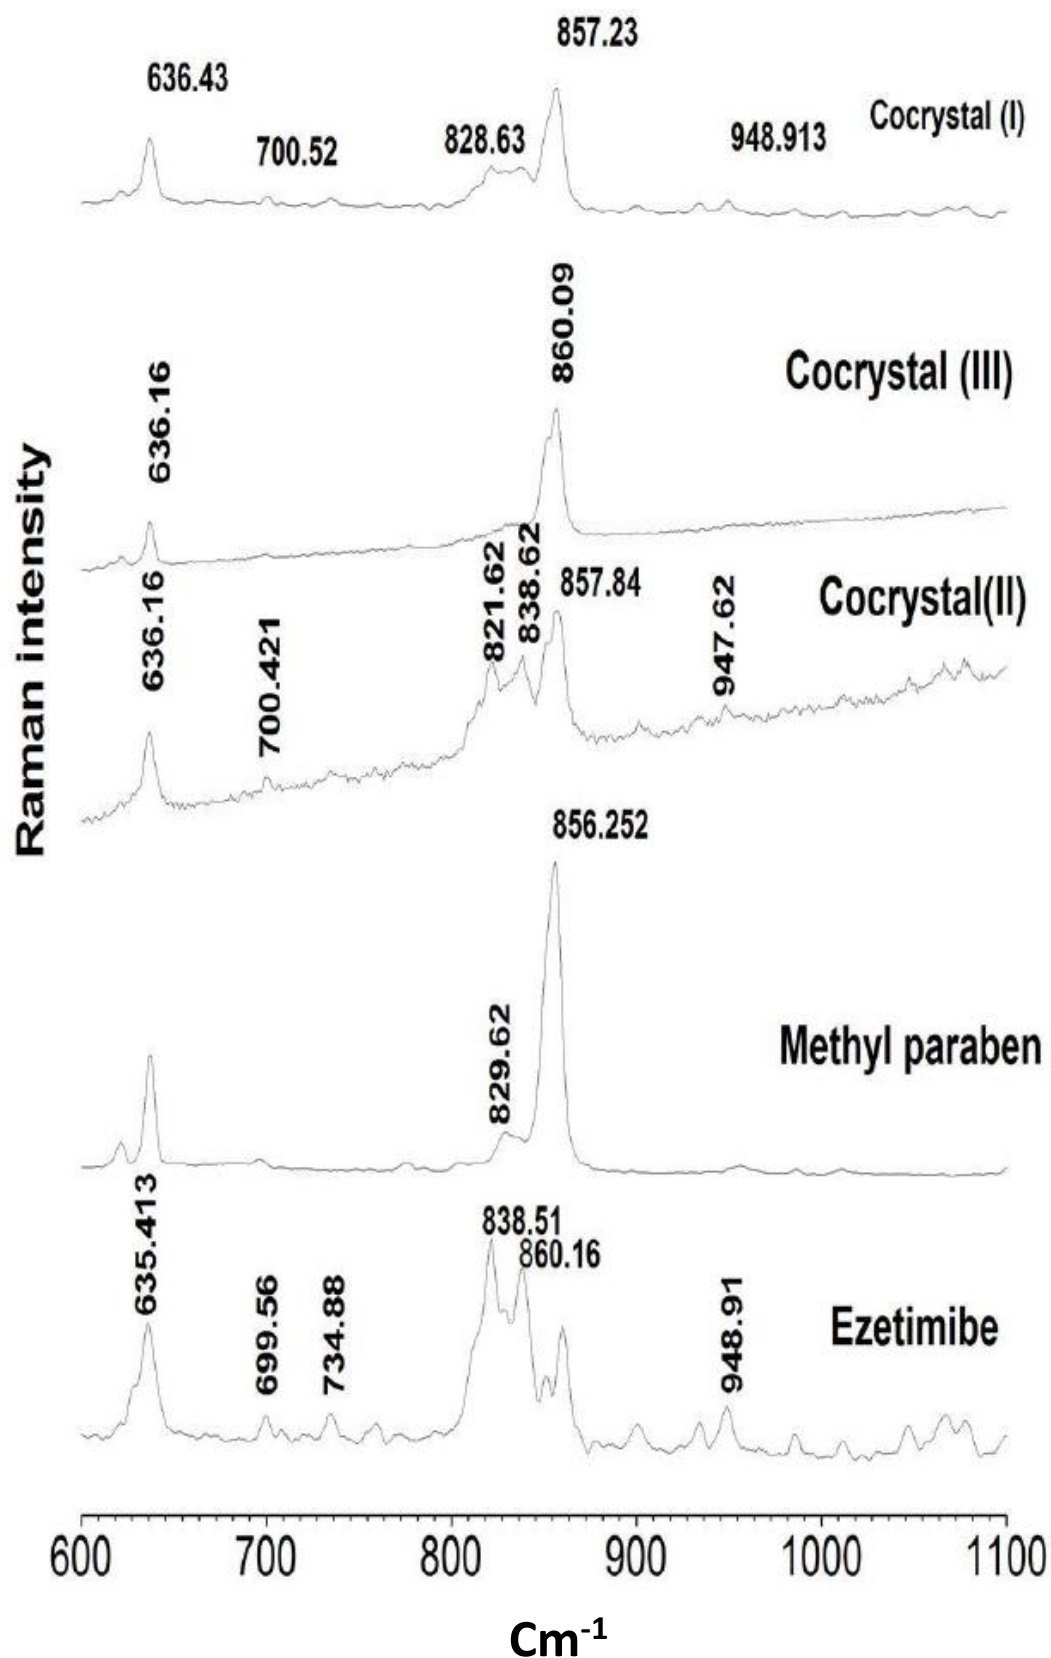 857.23
636.43
Cocrystal (I)
700.52
828.63
948.913
860.09
Cocrystal (III)
636.16
Raman intensity
821.62
838.62
857.84
Cocrystal(II)
636.16
700.421
947.62
856.252
829.62
Methyl paraben
635.413
838.51
860.16
699.56
734.88
948.91
Ezetimibe
600 700 800 900 1000 1100
Cm-1